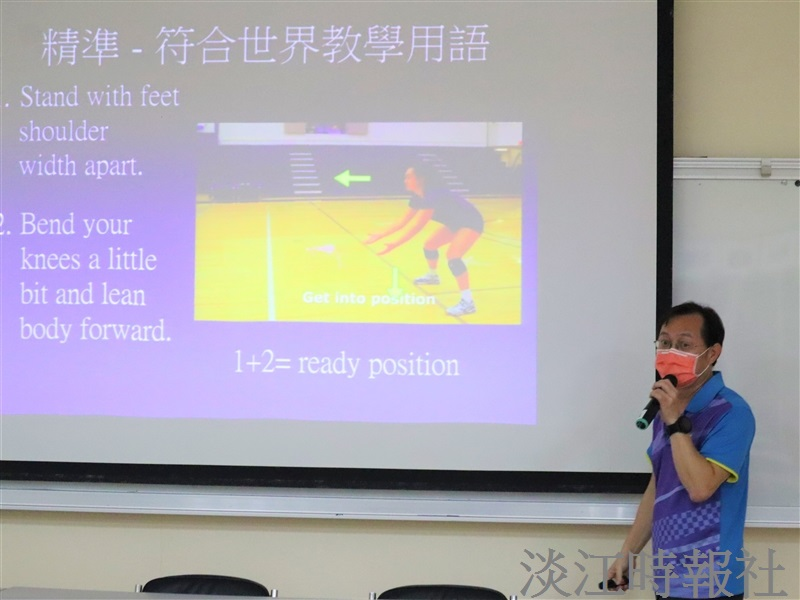 精準 - 符合世界教學用語
. Stand with feet
shoulder
width apart.
2. Bend your
knees a little
bit and lean
body forward.
Get into position
1+2= ready position
淡江時報社